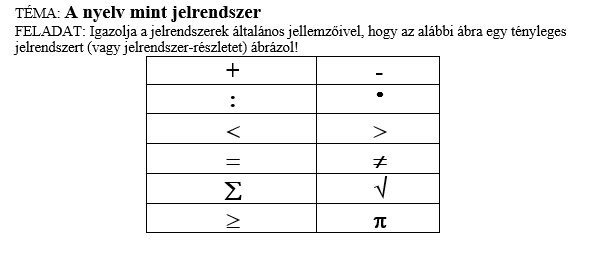 TÉMA: A nyelv mint jelrendszer
FELADAT: Igazolja a jelrendszerek általános jellemzőivel, hogy az alábbi ábra egy tényleges
jelrendszert (vagy jelrendszer-részletet) ábrázol!
+ -
: •
< >
= ≠
Σ √
≥ π